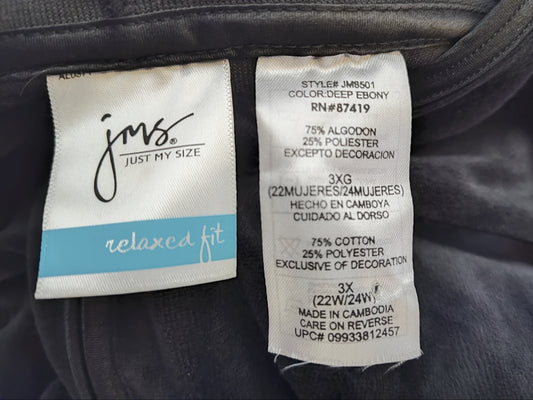 jms®
JUST MY SIZE
relaxed fit
STYLE# JM8501
COLOR:DEEP EBONY
RN#87419
75% ALGODON
25% POLIESTER
EXCEPTO DECORACION
3XG
(22MUJERES/24MUJERES)
HECHO EN CAMBOYA
CUIDADO AL DORSO
75% COTTON
25% POLYESTER
EXCLUSIVE OF DECORATION
3X
(22W/24W)
MADE IN CAMBODIA
CARE ON REVERSE
UPC# 09933812457